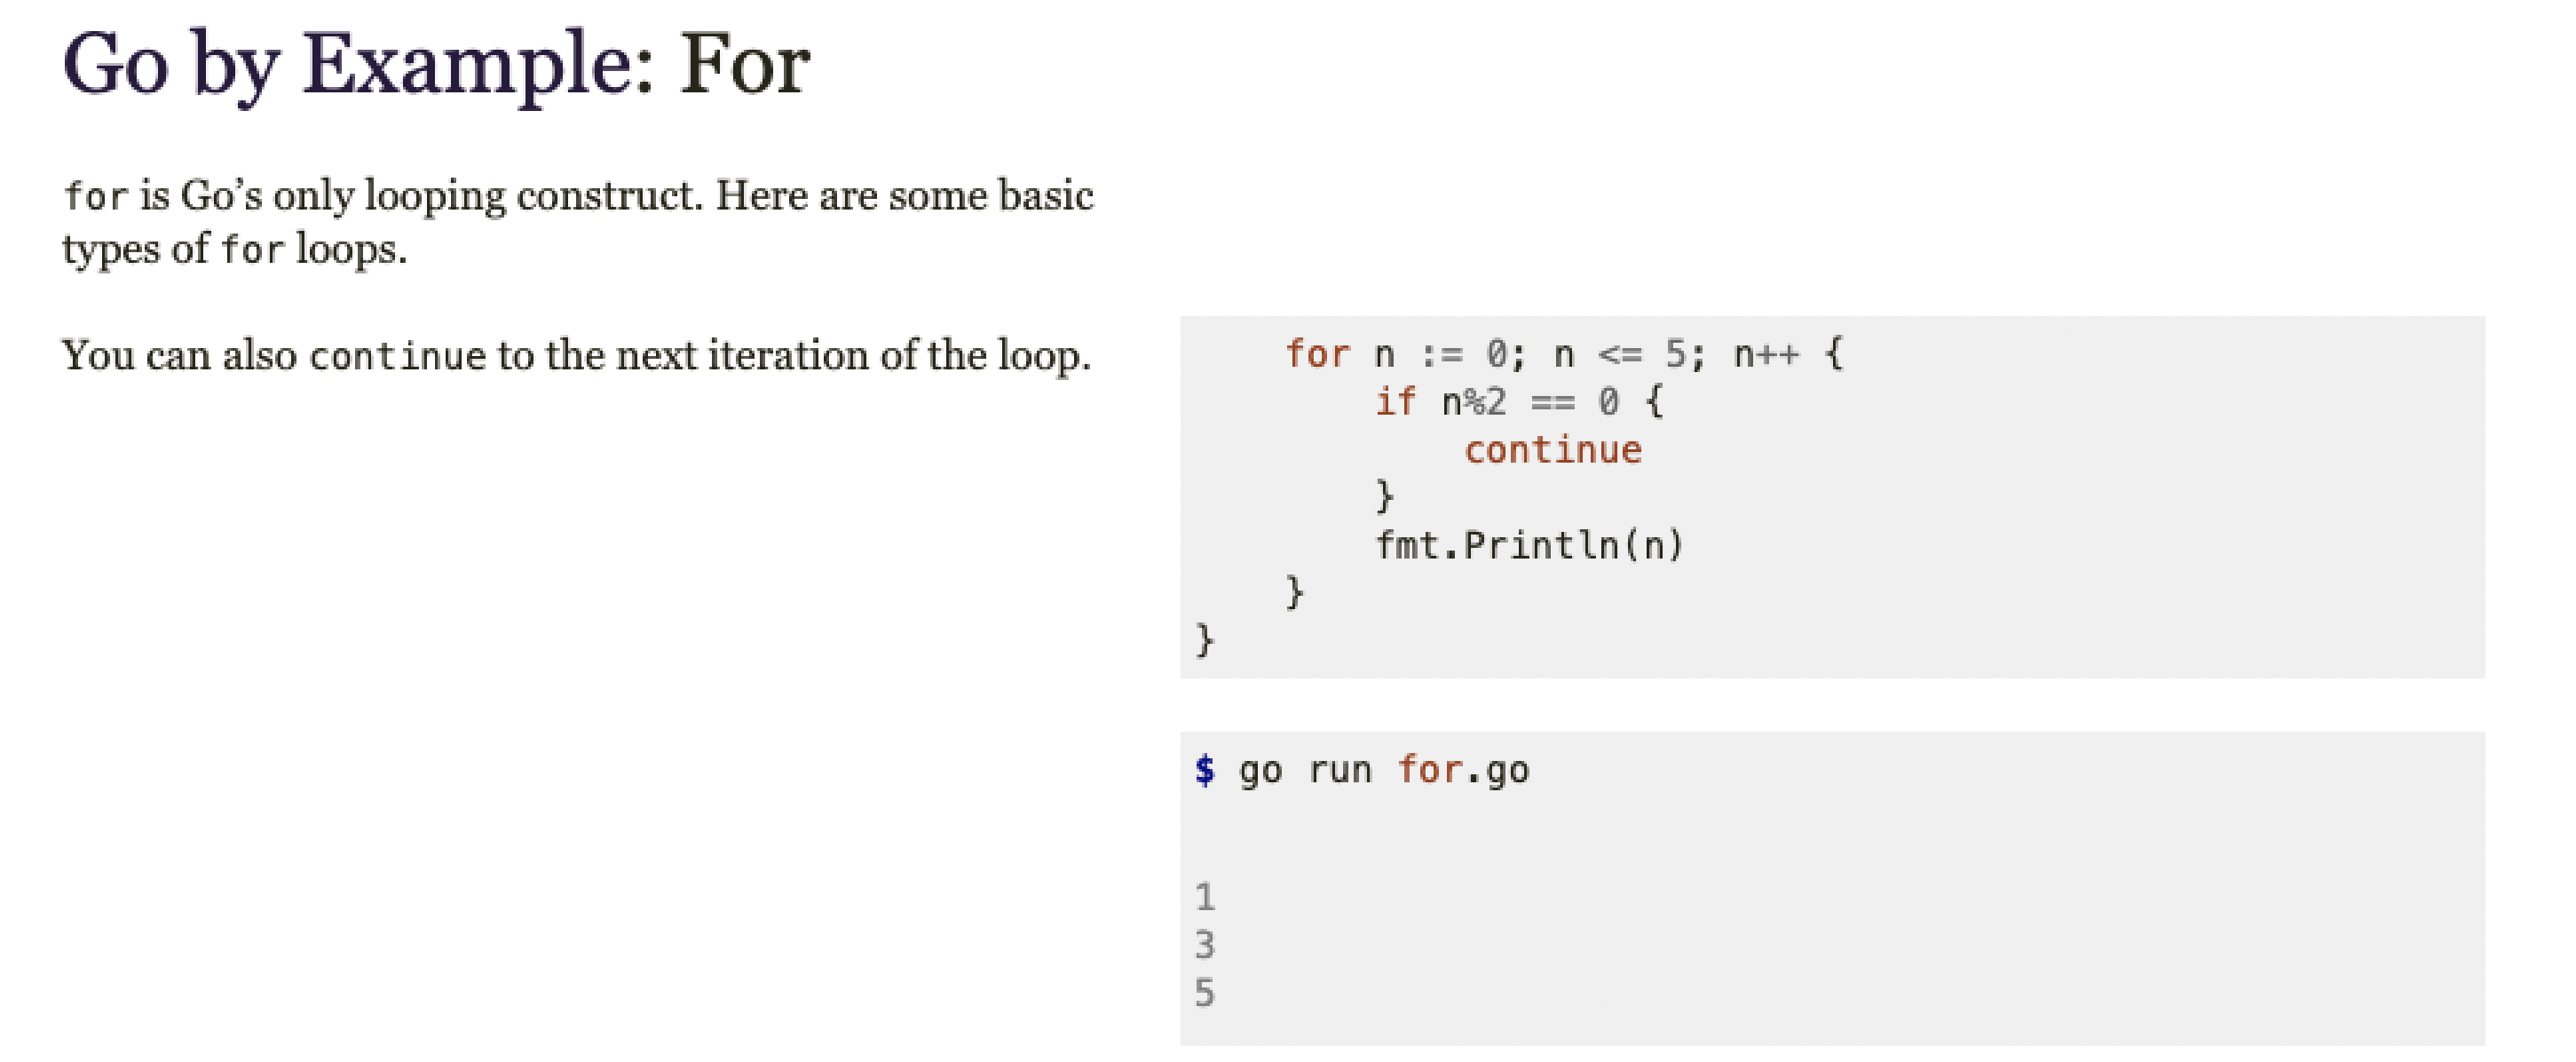 Go by Example: For
for is Go’s only looping construct. Here are some basic
types of for loops.
You can also continue to the next iteration of the loop.
for n := 0; n <= 5; n++ {
if n%2 == 0 {
continue
}
fmt.Println(n)
}
}
$ go run for.go
1
3
5